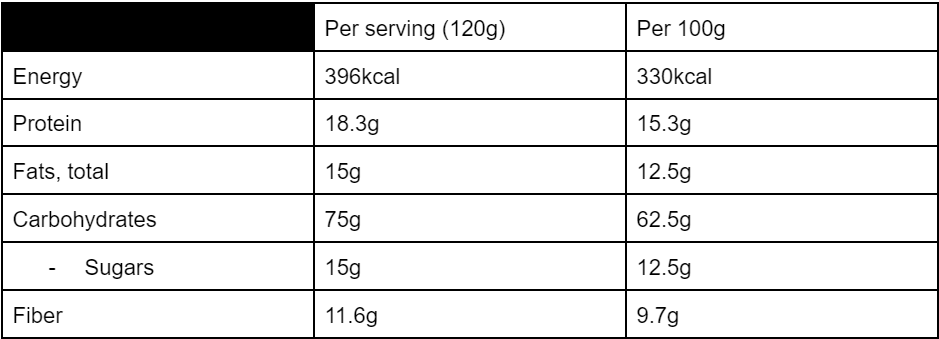 Per serving (120g) Per 100g
Energy 396kcal 330kcal
Protein 18.3g 15.3g
Fats, total 15g 12.5g
Carbohydrates 75g 62.5g
- Sugars 15g 12.5g
Fiber 11.6g 9.7g